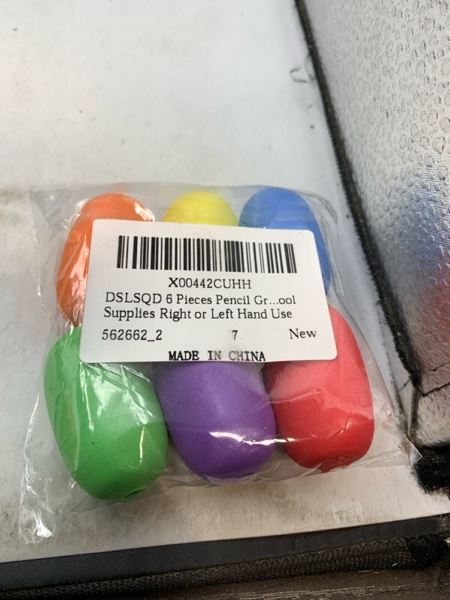 X00442CUHH
DSLSQD 6 Pieces Pencil Gr...ool
Supplies Right or Left Hand Use
562662_2 7 New
MADE IN CHINA